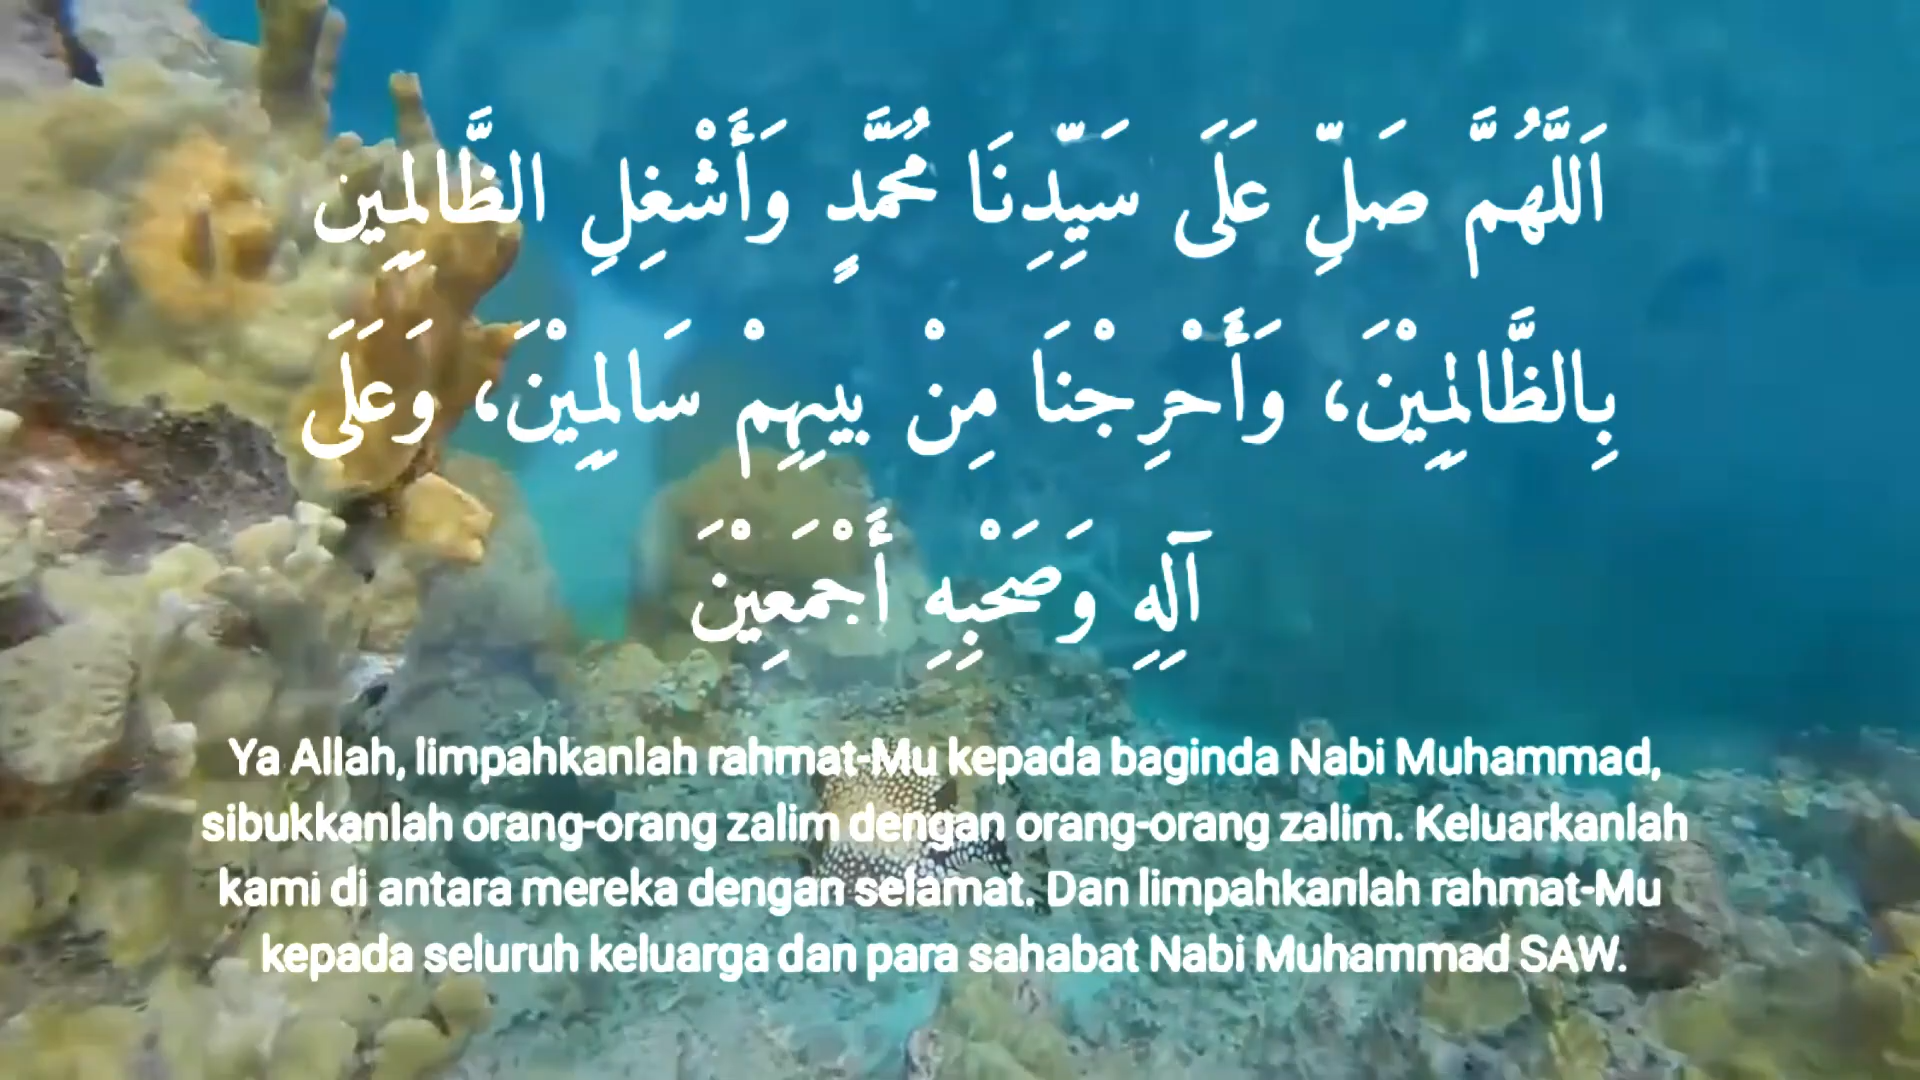 اَللَّهُمَّ صَلِّ عَلَى سَيِّدِنَا مُحَمَّدٍ وَأَشْغِلِ الظَّالِمِين
بِالظَّالِمِيْنَ، وَأَحْرِجْنَا مِنْ بيِيهِمْ سَالِمِيْنَ، وَعَلَى
آلِهِ وَصَحْبِهِ أَجْمَعِيْنَ
Ya Allah, limpahkanlah rahmat-Mu kepada baginda Nabi Muhammad,
sibukkanlah orang-orang zalim dengan orang-orang zalim. Keluarkanlah
kami di antara mereka dengan selamat. Dan limpahkanlah rahmat-Mu
kepada seluruh keluarga dan para sahabat Nabi Muhammad SAW.